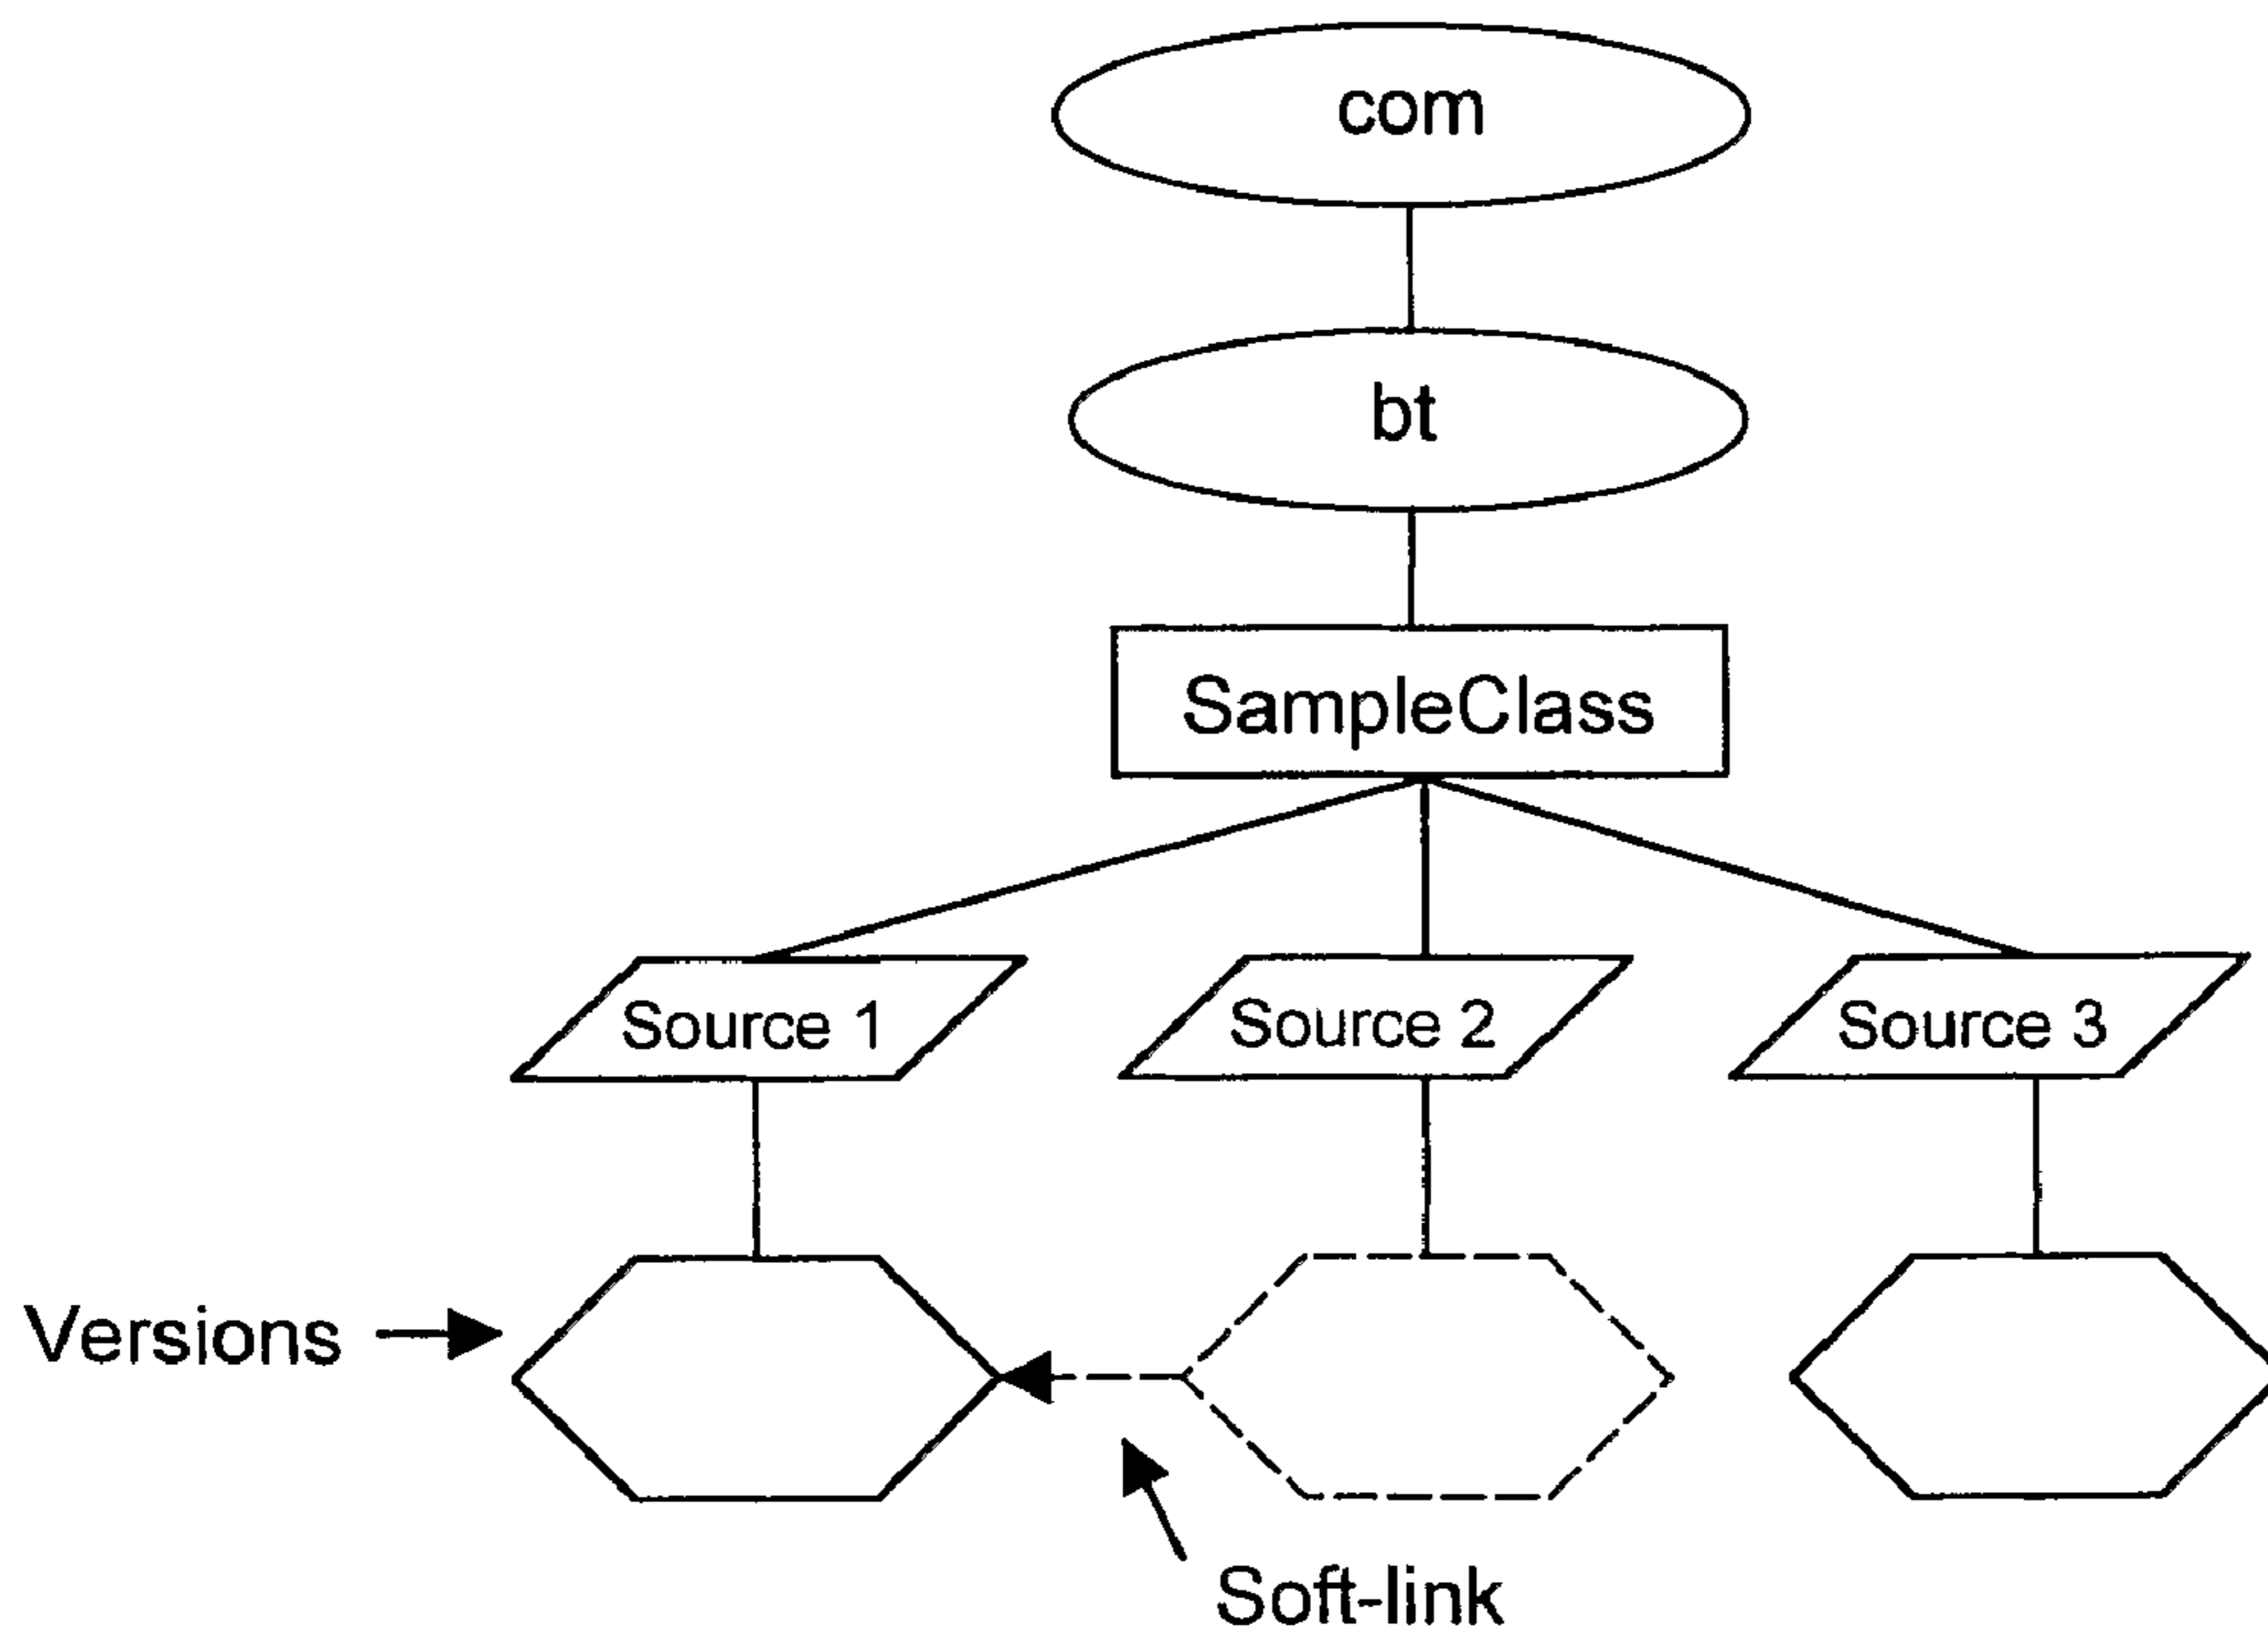 com
bt
SampleClass
Source 1
Source 2
Source 3
Versions
Soft-link